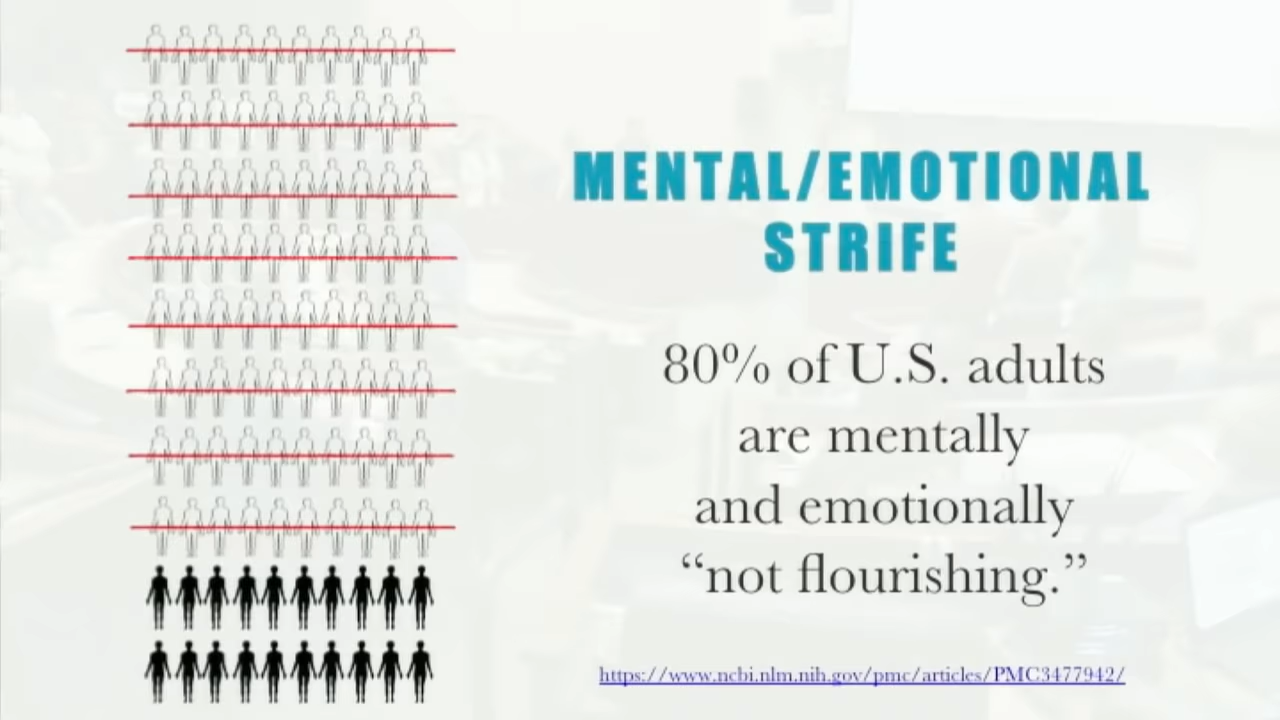 MENTAL/EMOTIONAL
STRIFE
80% of U.S. adults
are mentally
and emotionally
“not flourishing.”
https://www.ncbi.nlm.nih.gov/pmc/articles/PMC3477942/